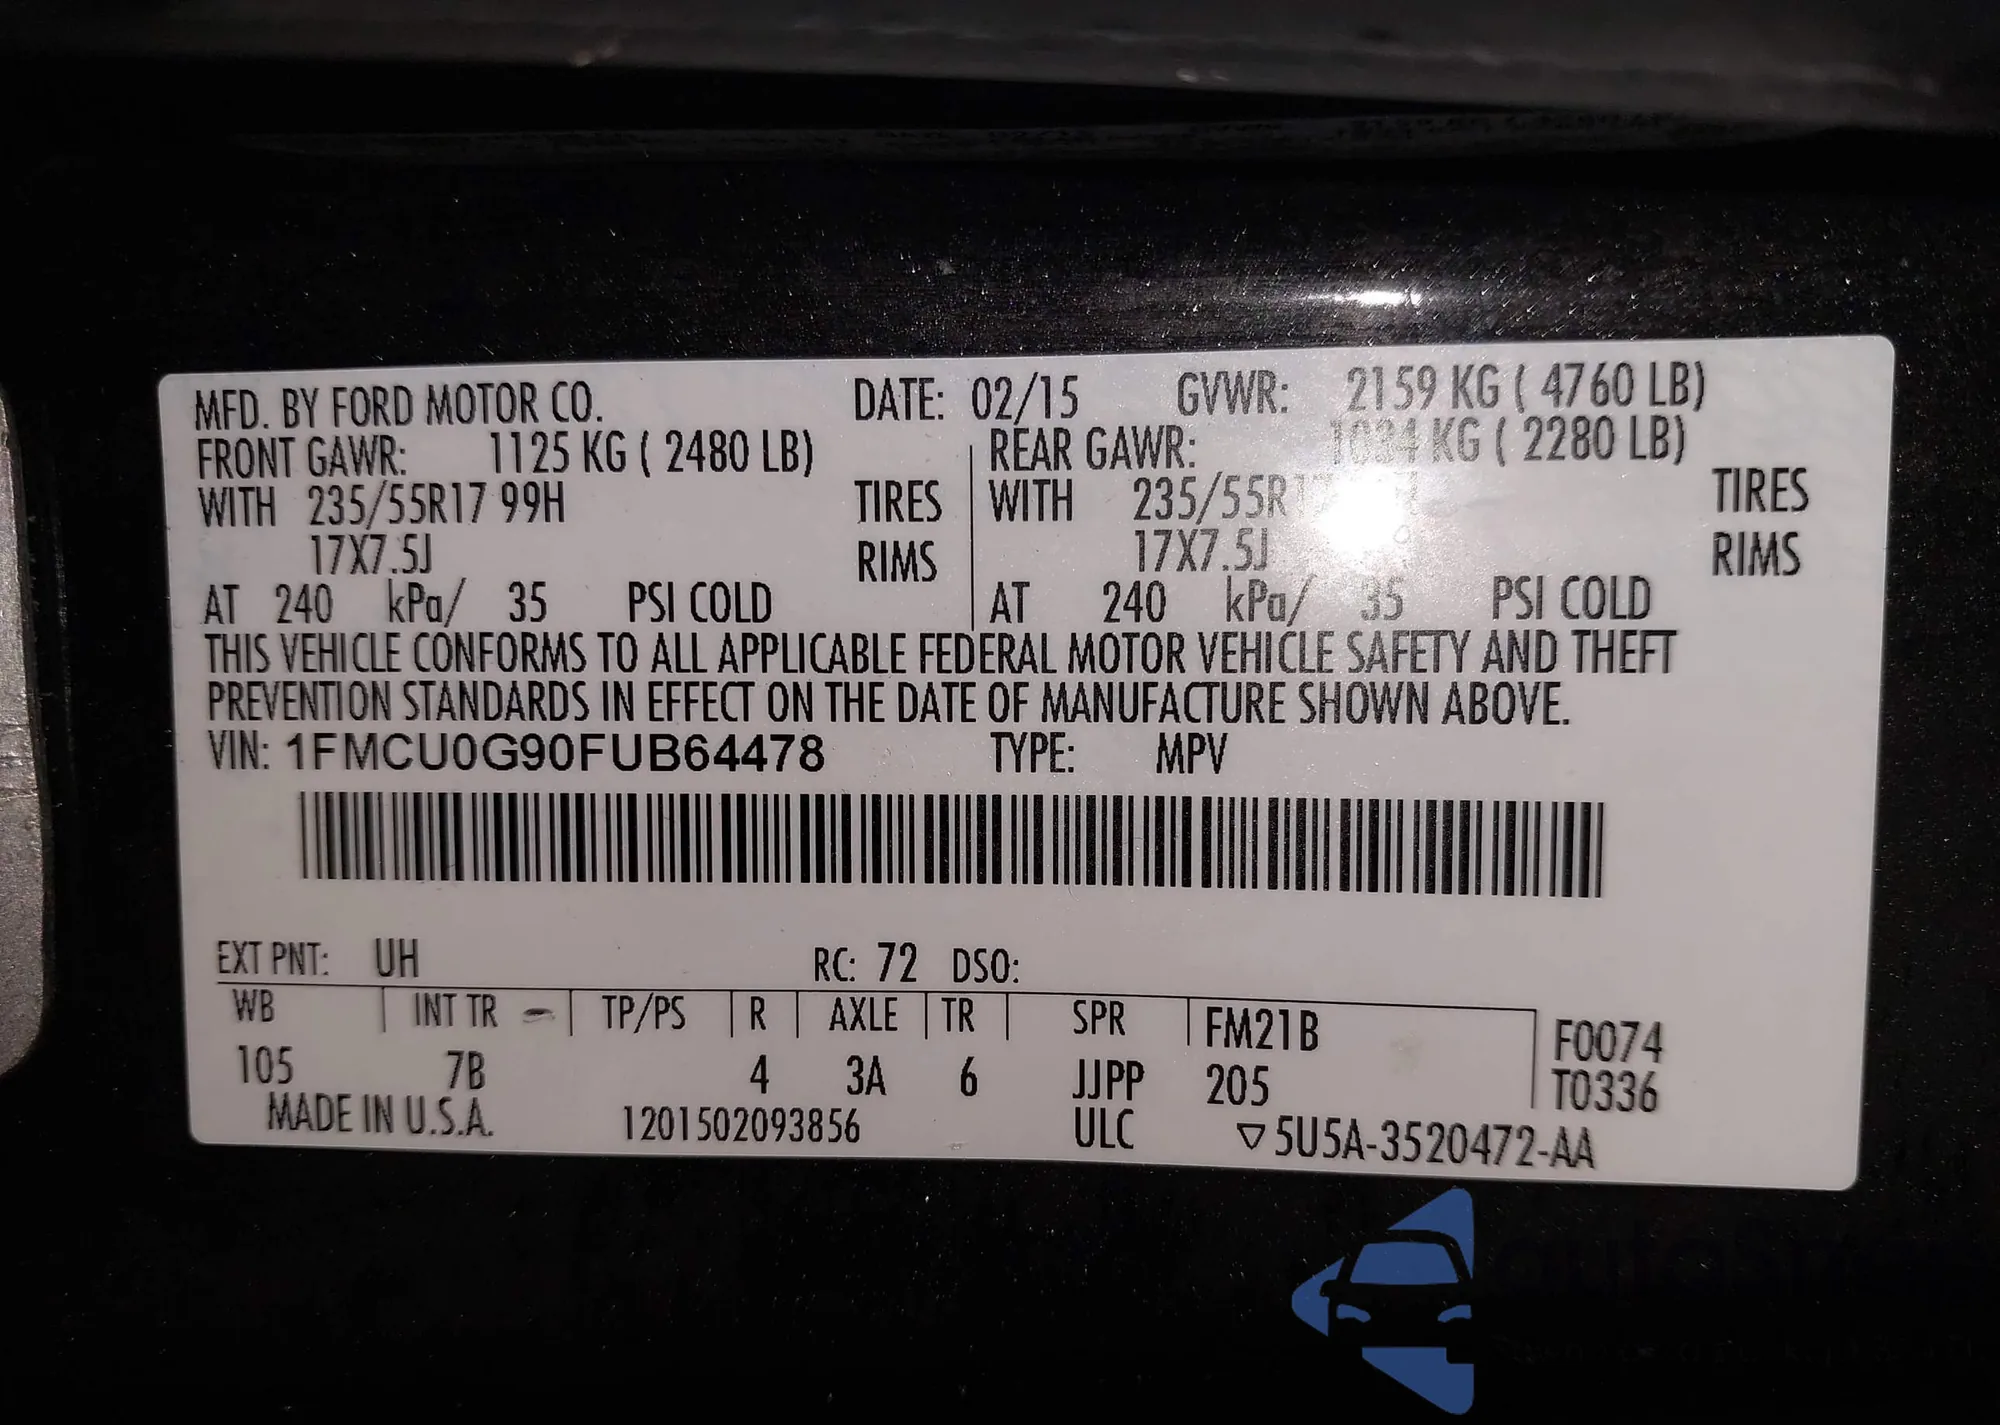 MFD. BY FORD MOTOR CO. DATE: 02/15 GVWR: 2159 KG ( 4760 LB)
FRONT GAWR: 1125 KG ( 2480 LB) REAR GAWR: 1034 KG ( 2280 LB)
WITH 235/55R17 99H TIRES WITH 235/55R17 TIRES
17X7.5J RIMS 17X7.5J RIMS
AT 240 kPa/ 35 PSI COLD AT 240 kPa/ 35 PSI COLD
THIS VEHICLE CONFORMS TO ALL APPLICABLE FEDERAL MOTOR VEHICLE SAFETY AND THEFT
PREVENTION STANDARDS IN EFFECT ON THE DATE OF MANUFACTURE SHOWN ABOVE.
VIN: 1FMCU0G90FUB64478 TYPE: MPV
EXT PNT: UH RC: 72 DSO:
WB INT TR TP/PS R AXLE TR SPR FM21B F0074
105 7B 4 3A 6 JJPP 205 T0336
MADE IN U.S.A. 1201502093856 ULC ▽5U5A-3520472-AA